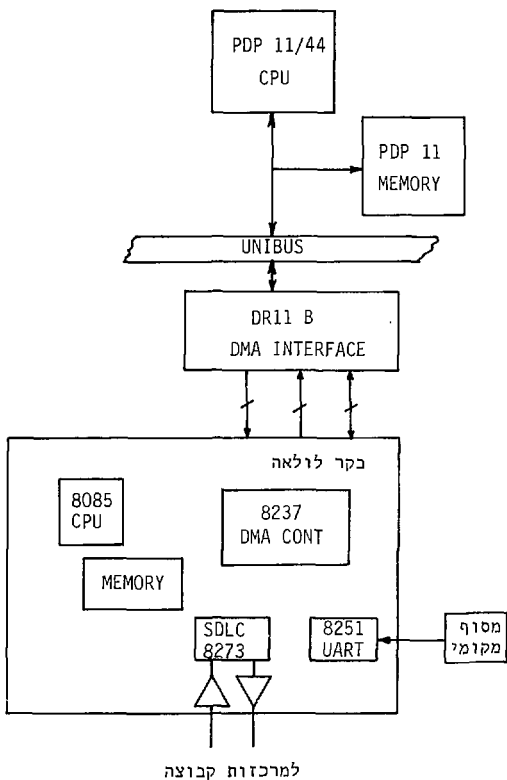 PDP 11/44
CPU
PDP 11
MEMORY
UNIBUS
DR11 B
DMA INTERFACE
בקר לולאה
8085
CPU
8237
DMA CONT
MEMORY
SDLC
8273
8251
UART
מסוף
מקומי
למרכזות קבוצה